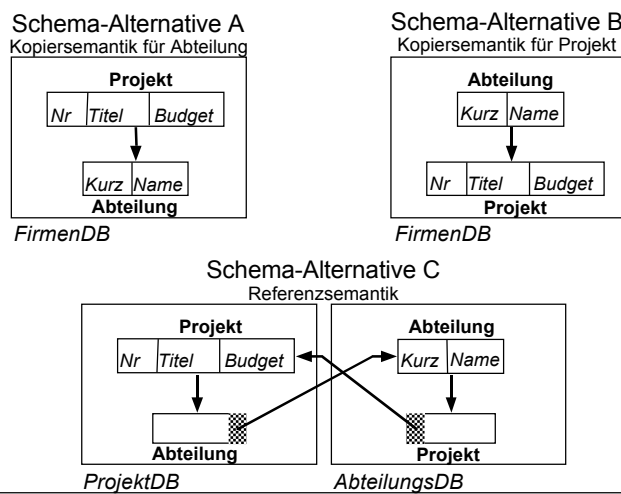 Schema-Alternative A
Kopiersemantik für Abteilung
Projekt
Nr Titel Budget
Kurz Name
Abteilung
FirmenDB
Schema-Alternative B
Kopiersemantik für Projekt
Abteilung
Kurz Name
Nr Titel Budget
Projekt
FirmenDB
Schema-Alternative C
Referenzsemantik
Projekt
Nr Titel Budget
Abteilung
ProjektDB
Abteilung
Kurz Name
Projekt
AbteilungsDB